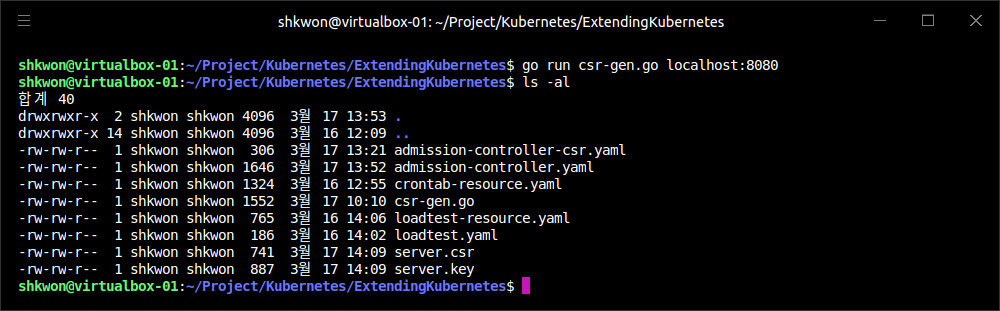 shkwon@virtualbox-01: ~/Project/Kubernetes/ExtendingKubernetes
shkwon@virtualbox-01:~/Project/Kubernetes/ExtendingKubernetes$ go run csr-gen.go localhost:8080
shkwon@virtualbox-01:~/Project/Kubernetes/ExtendingKubernetes$ ls -al
합계 40
drwxrwxr-x  2 shkwon shkwon 4096  3월 17 13:53 .
drwxrwxr-x 14 shkwon shkwon 4096  3월 16 12:09 ..
-rw-rw-r--  1 shkwon shkwon  306  3월 17 13:21 admission-controller-csr.yaml
-rw-rw-r--  1 shkwon shkwon 1646  3월 17 13:52 admission-controller.yaml
-rw-rw-r--  1 shkwon shkwon 1324  3월 16 12:55 crontab-resource.yaml
-rw-rw-r--  1 shkwon shkwon 1552  3월 17 10:10 csr-gen.go
-rw-rw-r--  1 shkwon shkwon  765  3월 16 14:06 loadtest-resource.yaml
-rw-rw-r--  1 shkwon shkwon  186  3월 16 14:02 loadtest.yaml
-rw-rw-r--  1 shkwon shkwon  741  3월 17 14:09 server.csr
-rw-rw-r--  1 shkwon shkwon  887  3월 17 14:09 server.key
shkwon@virtualbox-01:~/Project/Kubernetes/ExtendingKubernetes$